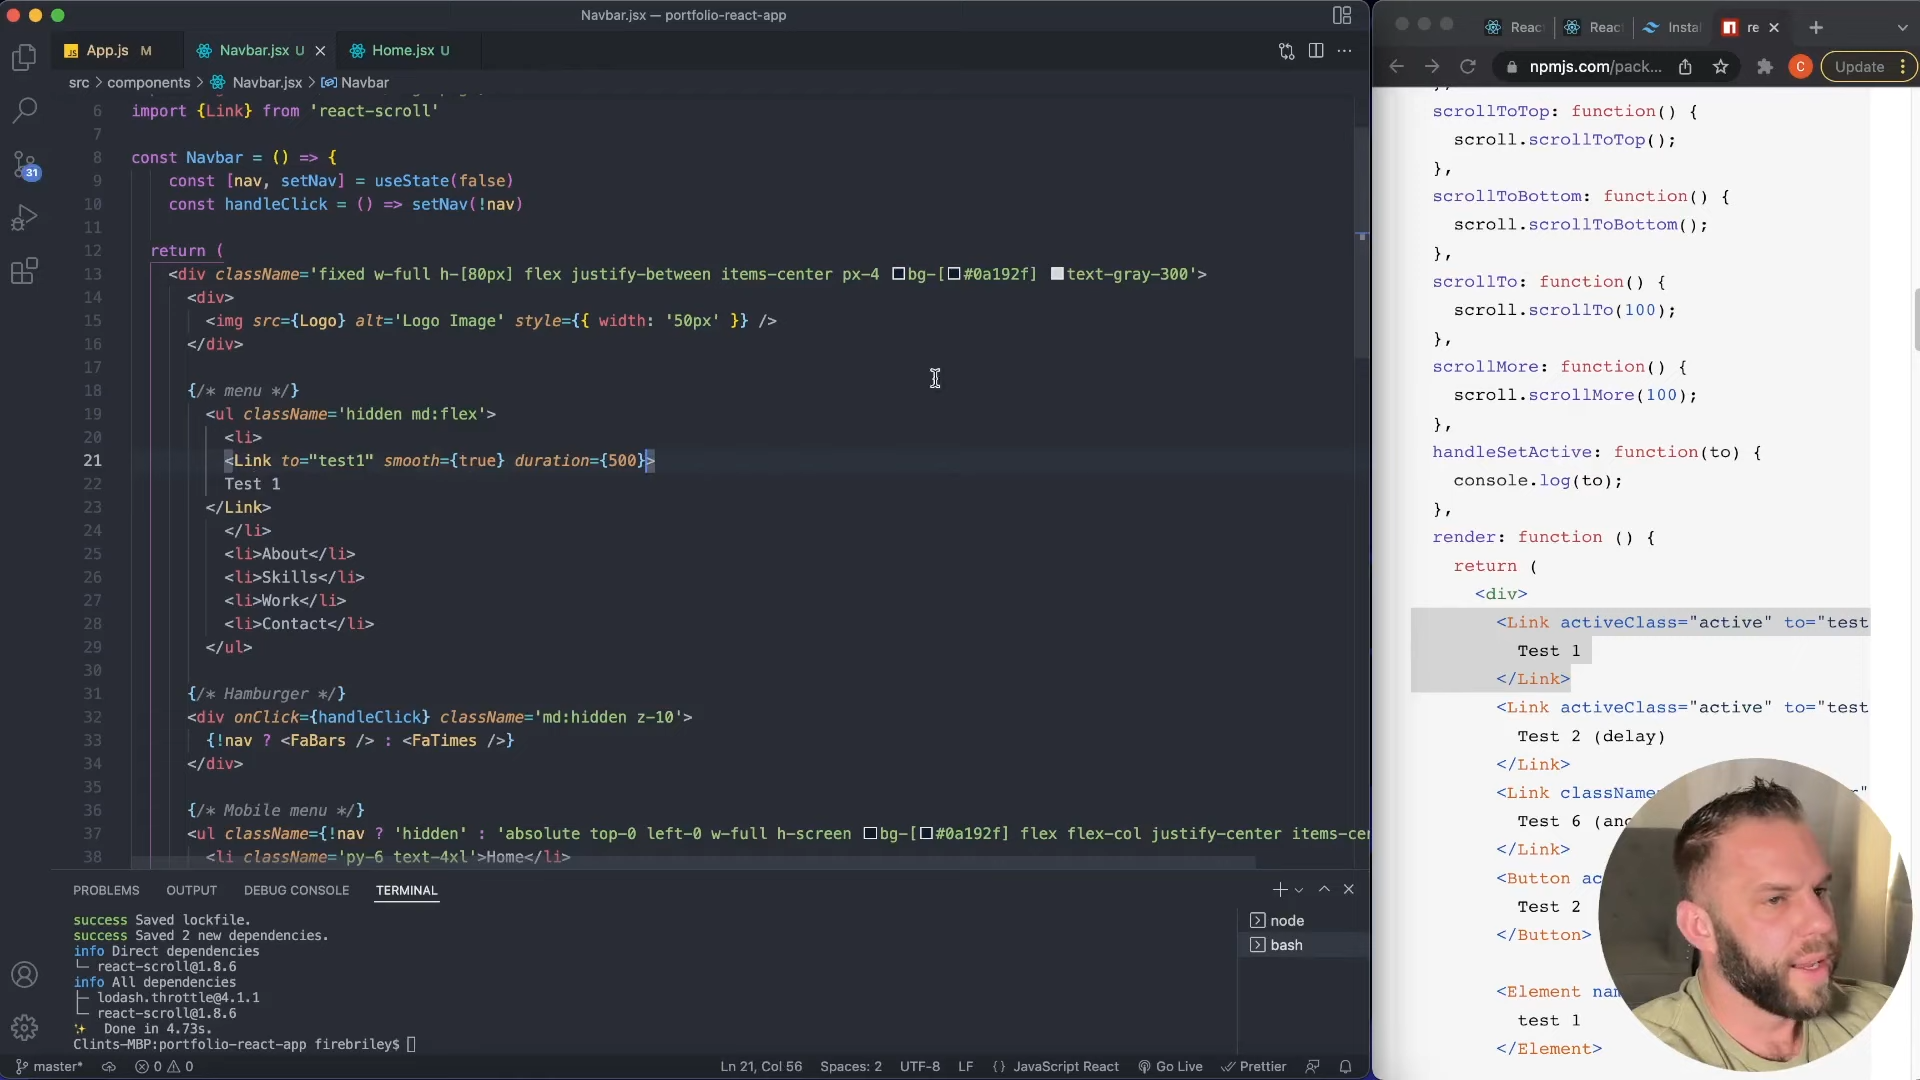 Navbar.jsx — portfolio-react-app
JS App.js M
Navbar.jsx U
Home.jsx U
src > components > Navbar.jsx > Navbar
6 import {Link} from 'react-scroll'
7
8 const Navbar = () => {
9 const [nav, setNav] = useState(false)
10 const handleClick = () => setNav(!nav)
11
12 return (
13 <div className='fixed w-full h-[80px] flex justify-between items-center px-4 bg-[#0a192f] text-gray-300'>
14 <div>
15 <img src={Logo} alt='Logo Image' style={{ width: '50px' }} />
16 </div>
17
18 {/* menu */}
19 <ul className='hidden md:flex'>
20 <li>
21 <Link to="test1" smooth={true} duration={500}>
22 Test 1
23 </Link>
24 </li>
25 <li>About</li>
26 <li>Skills</li>
27 <li>Work</li>
28 <li>Contact</li>
29 </ul>
30
31 {/* Hamburger */}
32 <div onClick={handleClick} className='md:hidden z-10'>
33 {!nav ? <FaBars /> : <FaTimes />}
34 </div>
35
36 {/* Mobile menu */}
37 <ul className={!nav ? 'hidden' : 'absolute top-0 left-0 w-full h-screen bg-[#0a192f] flex flex-col justify-center items-cen
38 <li className='py-6 text-4xl'>Home</li>
31
PROBLEMS OUTPUT DEBUG CONSOLE TERMINAL
success Saved lockfile.
success Saved 2 new dependencies.
info Direct dependencies
└─ react-scroll@1.8.6
info All dependencies
├─ lodash.throttle@4.1.1
└─ react-scroll@1.8.6
✨ Done in 4.73s.
Clints-MBP:portfolio-react-app firebriley$
node
bash
master* 0 0 Ln 21, Col 56 Spaces: 2 UTF-8 LF {} JavaScript React Go Live Prettier
React React Instal n re
npmjs.com/pack... C Update
},
scrollToTop: function() {
scroll.scrollToTop();
},
scrollToBottom: function() {
scroll.scrollToBottom();
},
scrollTo: function() {
scroll.scrollTo(100);
},
scrollMore: function() {
scroll.scrollMore(100);
},
handleSetActive: function(to) {
console.log(to);
},
render: function () {
return (
<div>
<Link activeClass="active" to="test
Test 1
</Link>
<Link activeClass="active" to="test
Test 2 (delay)
</Link>
<Link className
Test 6 (anc
</Link>
<Button ac
Test 2
</Button>
<Element nam
test 1
</Element>